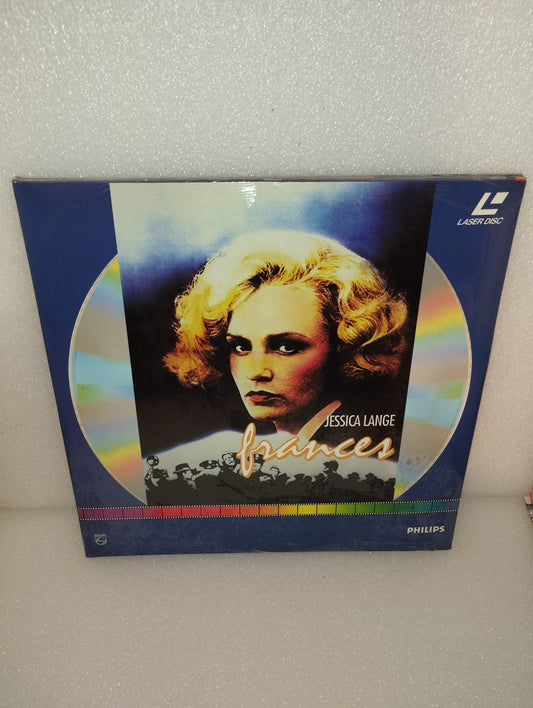 LASER DISC
JESSICA LANGE
frances
PHILIPS